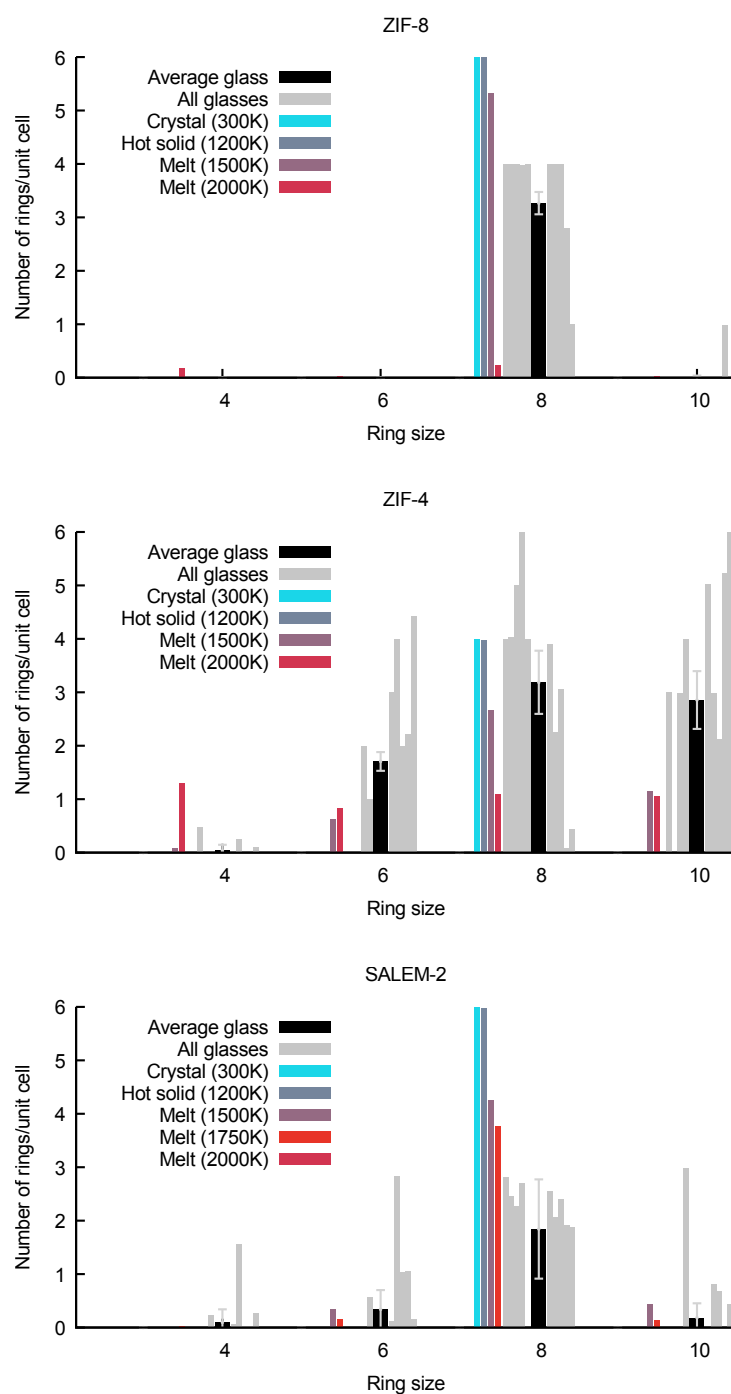 ZIF-8
6
5
4
3
2
1
0
Number of rings/unit cell
Average glass
All glasses
Crystal (300K)
Hot solid (1200K)
Melt (1500K)
Melt (2000K)
4 6 8 10
Ring size
ZIF-4
6
5
4
3
2
1
0
Number of rings/unit cell
Average glass
All glasses
Crystal (300K)
Hot solid (1200K)
Melt (1500K)
Melt (2000K)
4 6 8 10
Ring size
SALEM-2
6
5
4
3
2
1
0
Number of rings/unit cell
Average glass
All glasses
Crystal (300K)
Hot solid (1200K)
Melt (1500K)
Melt (1750K)
Melt (2000K)
4 6 8 10
Ring size